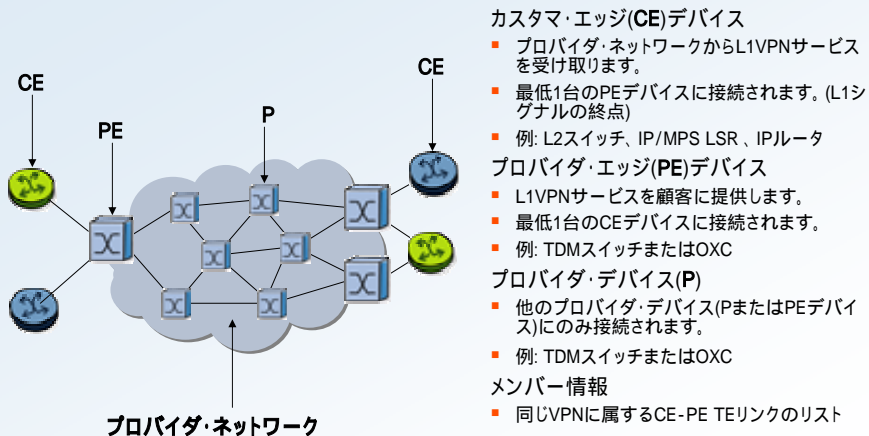 CE
PE
P
CE
プロバイダ・ネットワーク
カスタマ・エッジ(CE)デバイス
プロバイダ・ネットワークからL1VPNサービス
を受け取ります。
最低1台のPEデバイスに接続されます。(L1シ
グナルの終点)
例: L2スイッチ、IP/MPS LSR 、IPルータ
プロバイダ・エッジ(PE)デバイス
L1VPNサービスを顧客に提供します。
最低1台のCEデバイスに接続されます。
例: TDMスイッチまたはOXC
プロバイダ・デバイス(P)
他のプロバイダ・デバイス(PまたはPEデバイ
ス)にのみ接続されます。
例: TDMスイッチまたはOXC
メンバー情報
同じVPNに属するCE-PE TEリンクのリスト